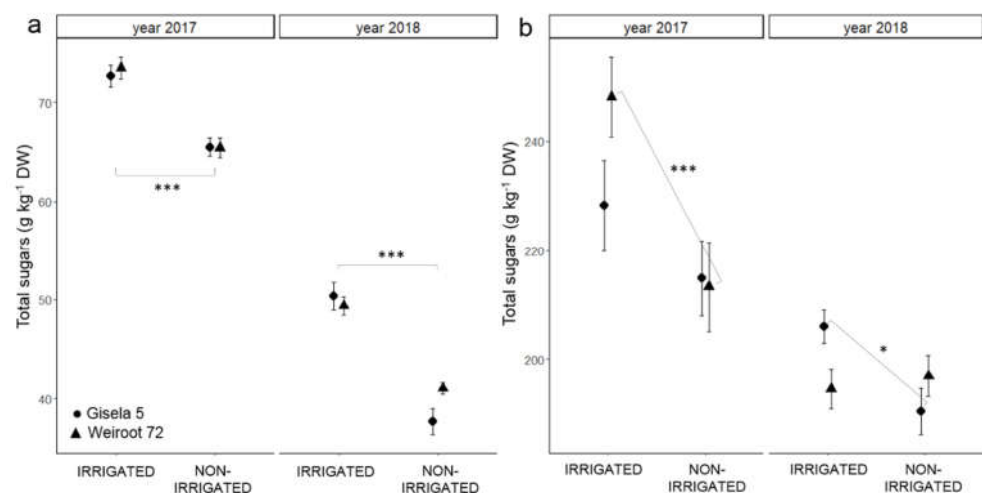 a
year 2017
year 2018
Total sugars (g kg⁻¹ DW)
70
60
50
40
***
***
Gisela 5
Weiroot 72
IRRIGATED
NON-
IRRIGATED
IRRIGATED
NON-
IRRIGATED
b
year 2017
year 2018
Total sugars (g kg⁻¹ DW)
240
220
200
***
*
IRRIGATED
NON-
IRRIGATED
IRRIGATED
NON-
IRRIGATED